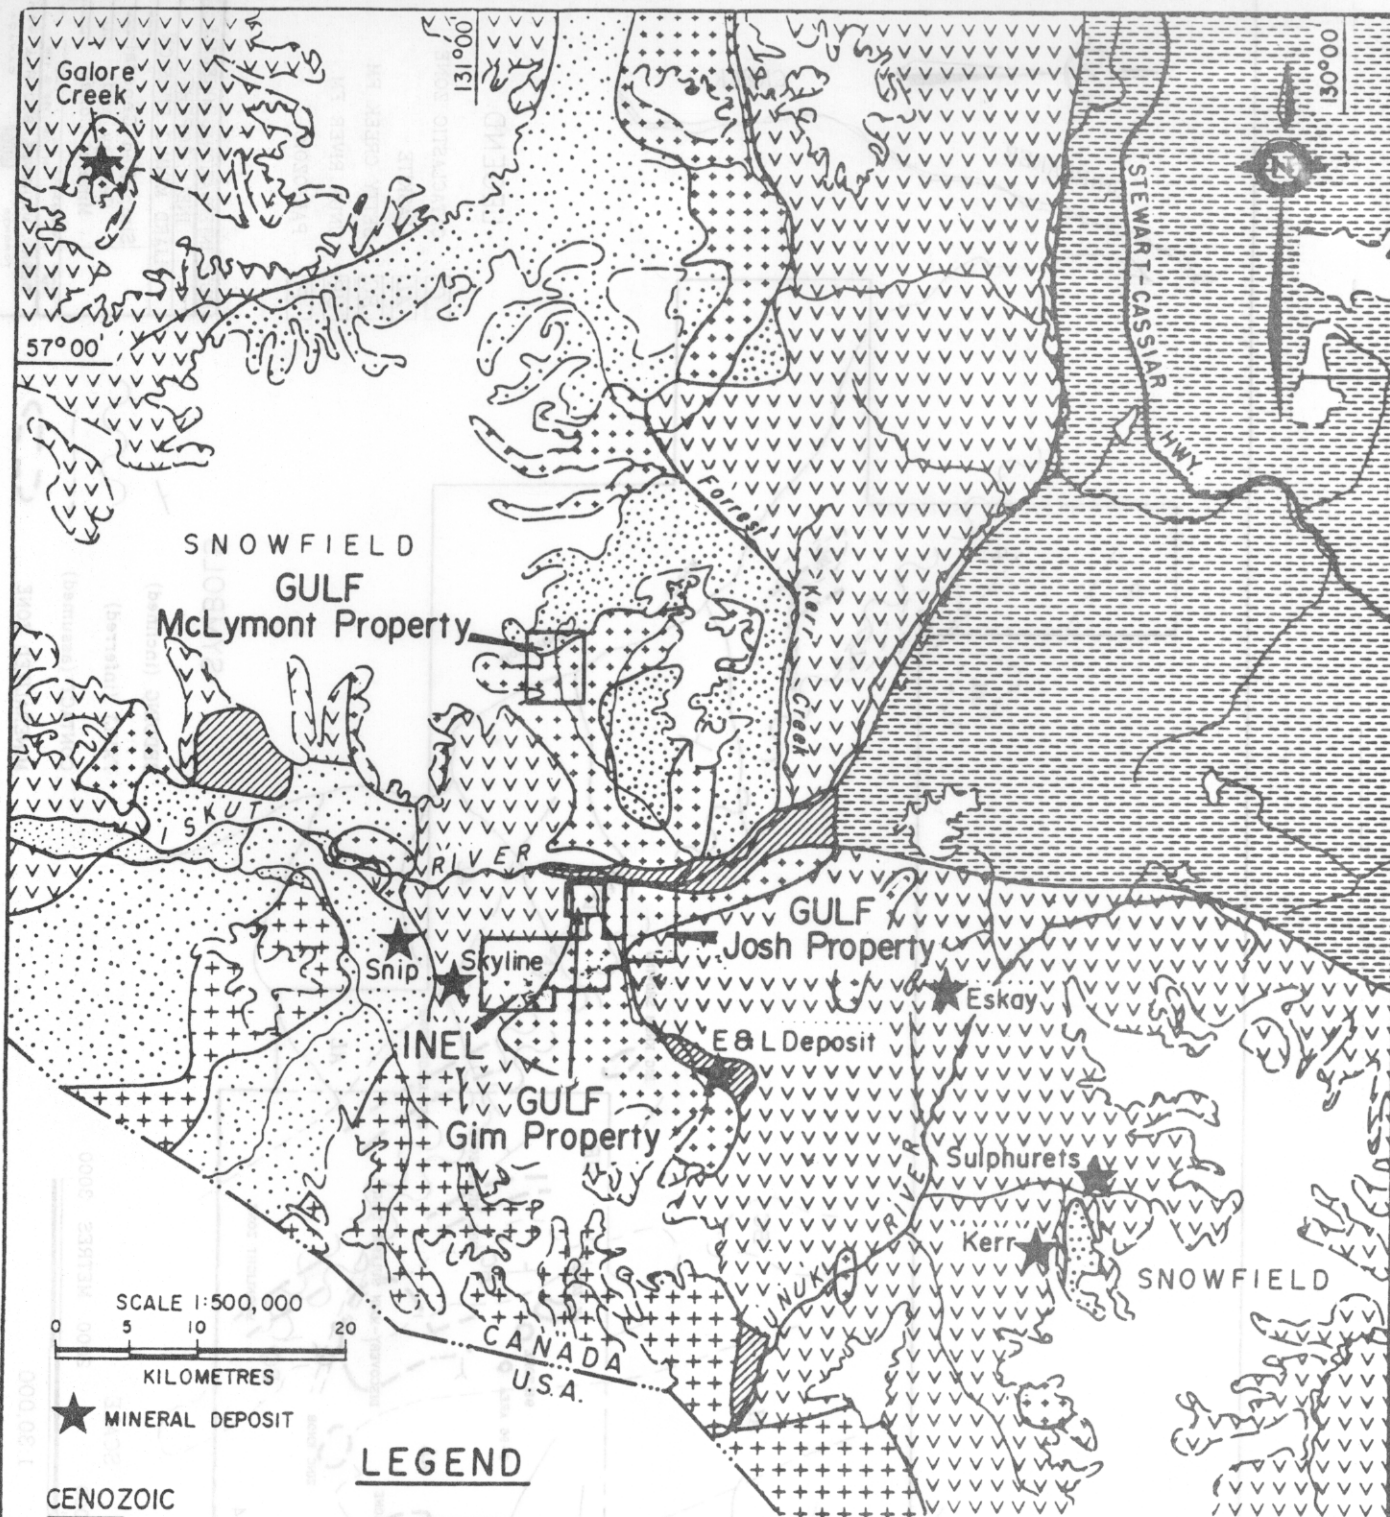 131°00'
130°00'
Galore
Creek
STEWART-CASSIAR
HWY.
N
57°00'
Forrest
Kerr
Creek
SNOWFIELD
GULF
McLymont Property
ISKUT
RIVER
GULF
Josh Property
Snip
Skyline
Eskay
INEL
E & L Deposit
GULF
Gim Property
Sulphurets
UNUK RIVER
Kerr
SNOWFIELD
SCALE 1:500,000
0 5 10 20
KILOMETRES
CANADA
U.S.A.
MINERAL DEPOSIT
LEGEND
CENOZOIC